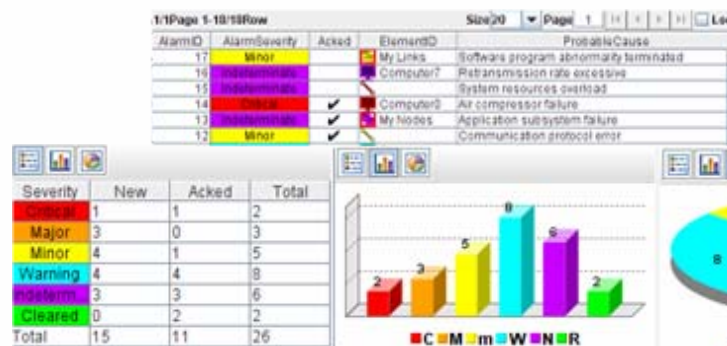 1/1Page 1-18/18Row Size 20 Page 1 Loc
AlarmID AlarmSeverity Acked ElementID ProbableCause
17 Minor My Links Software program abnormality terminated
16 Indeterminate Computer7 Retransmission rate excessive
15 Indeterminate System resources overload
14 Critical ✔ Computer0 Air compressor failure
13 Indeterminate ✔ My Nodes Application subsystem failure
12 Minor ✔ Communication protocol error
Severity New Acked Total
Critical 1 1 2
Major 3 0 3
Minor 4 1 5
Warning 4 4 8
Indeterm... 3 3 6
Cleared 0 2 2
Total 15 11 26
2 3 5 8 6 2
C M m W N R
8